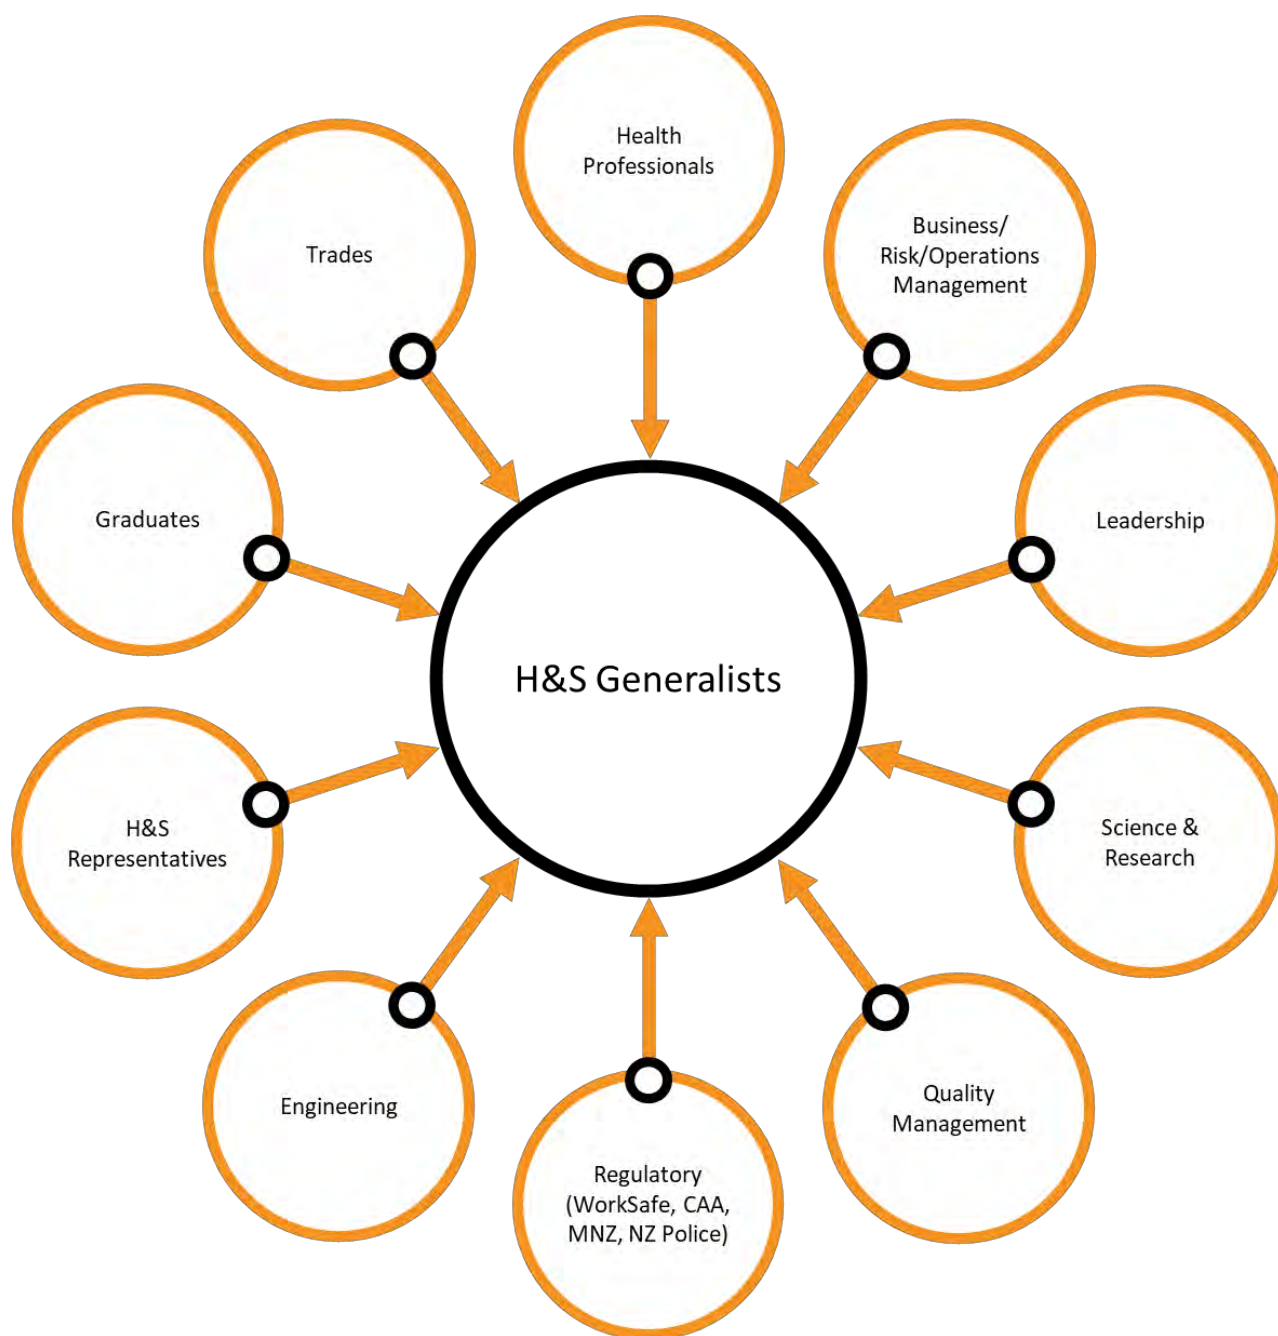 Health
Professionals
Business/
Risk/Operations
Management
Trades
Graduates
Leadership
H&S Generalists
H&S
Representatives
Science &
Research
Engineering
Quality
Management
Regulatory
(WorkSafe, CAA,
MNZ, NZ Police)